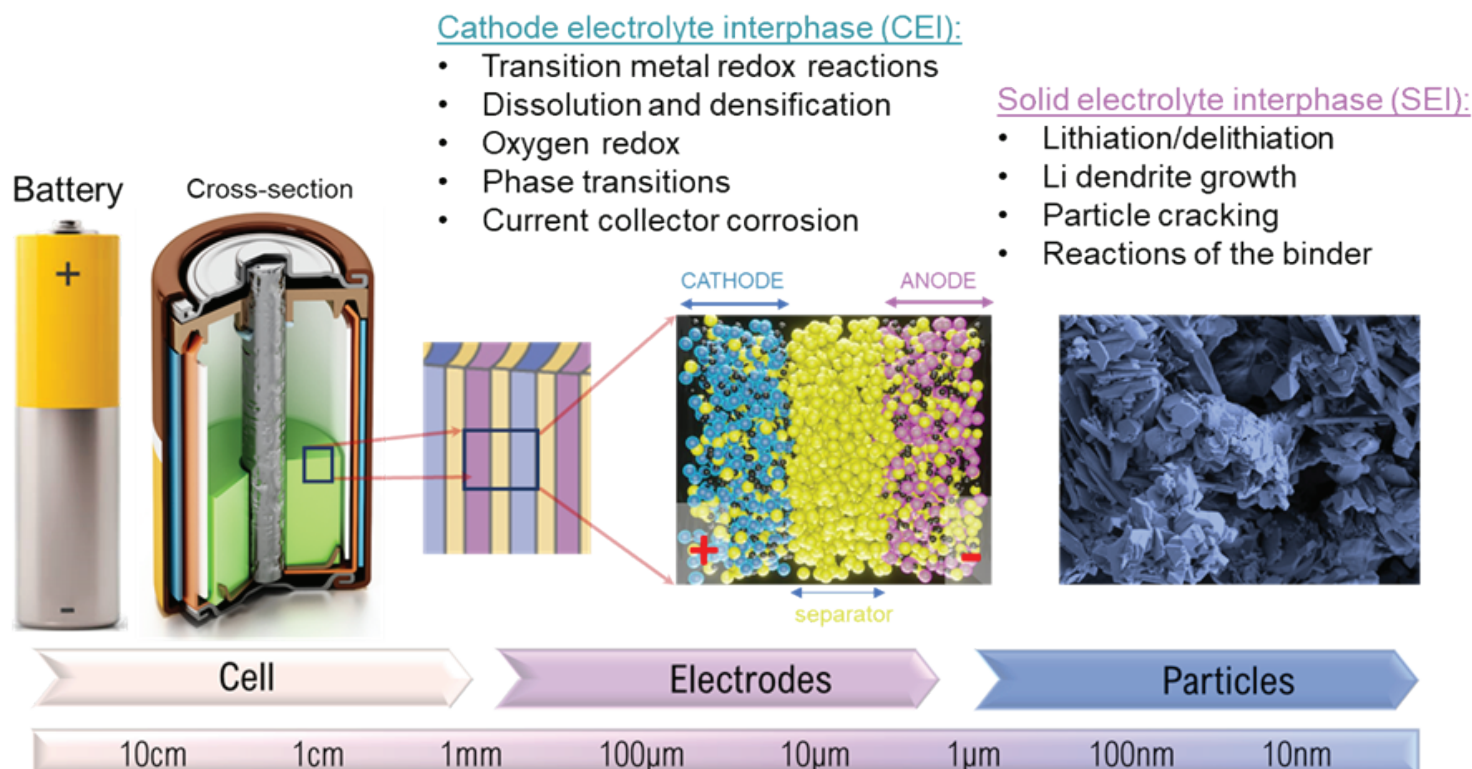 Cathode electrolyte interphase (CEI):
• Transition metal redox reactions
• Dissolution and densification
• Oxygen redox
• Phase transitions
• Current collector corrosion
Solid electrolyte interphase (SEI):
• Lithiation/delithiation
• Li dendrite growth
• Particle cracking
• Reactions of the binder
Battery
Cross-section
+
-
CATHODE
ANODE
+
-
separator
Cell
Electrodes
Particles
10cm 1cm 1mm 100µm 10µm 1µm 100nm 10nm